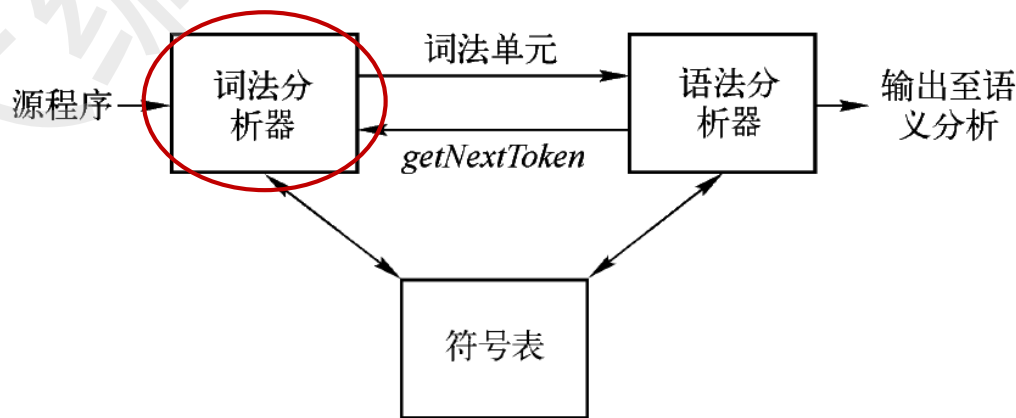 源程序
词法分
析器
词法单元
getNextToken
语法分
析器
输出至语
义分析
符号表